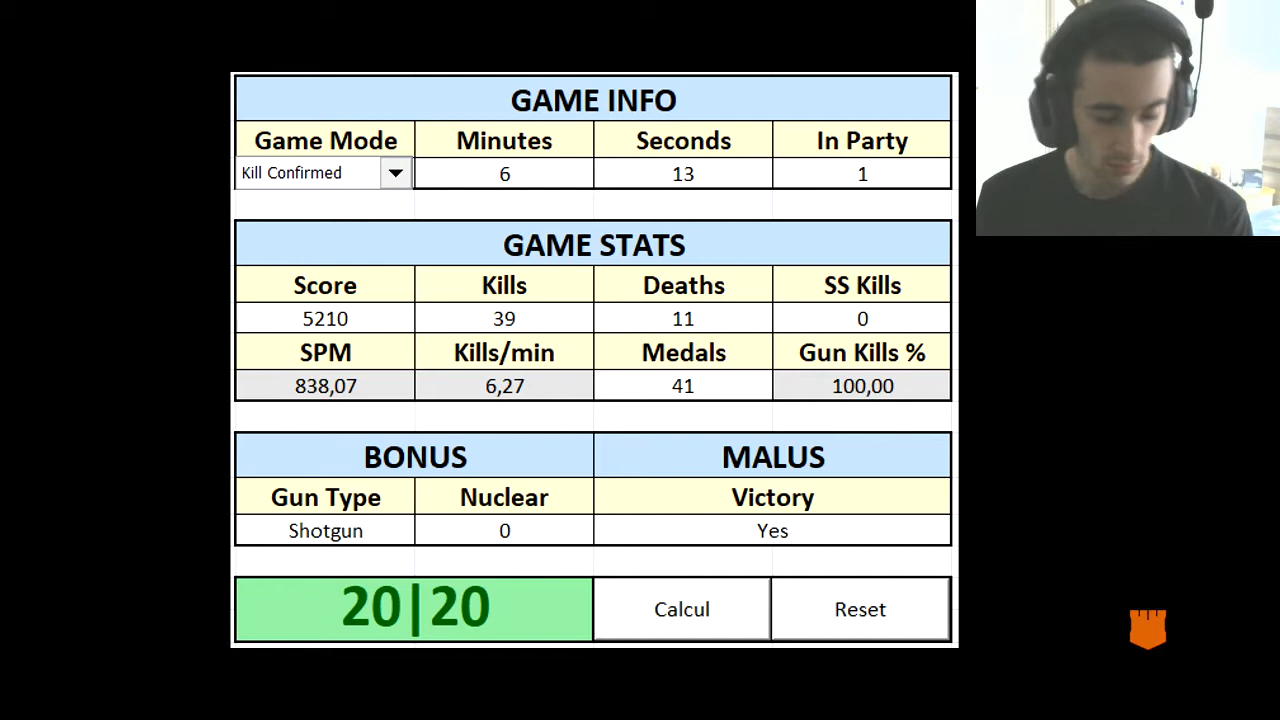 GAME INFO
Game Mode Minutes Seconds In Party
Kill Confirmed 6 13 1
GAME STATS
Score Kills Deaths SS Kills
5210 39 11 0
SPM Kills/min Medals Gun Kills %
838,07 6,27 41 100,00
BONUS MALUS
Gun Type Nuclear Victory
Shotgun 0 Yes
20|20 Calcul Reset